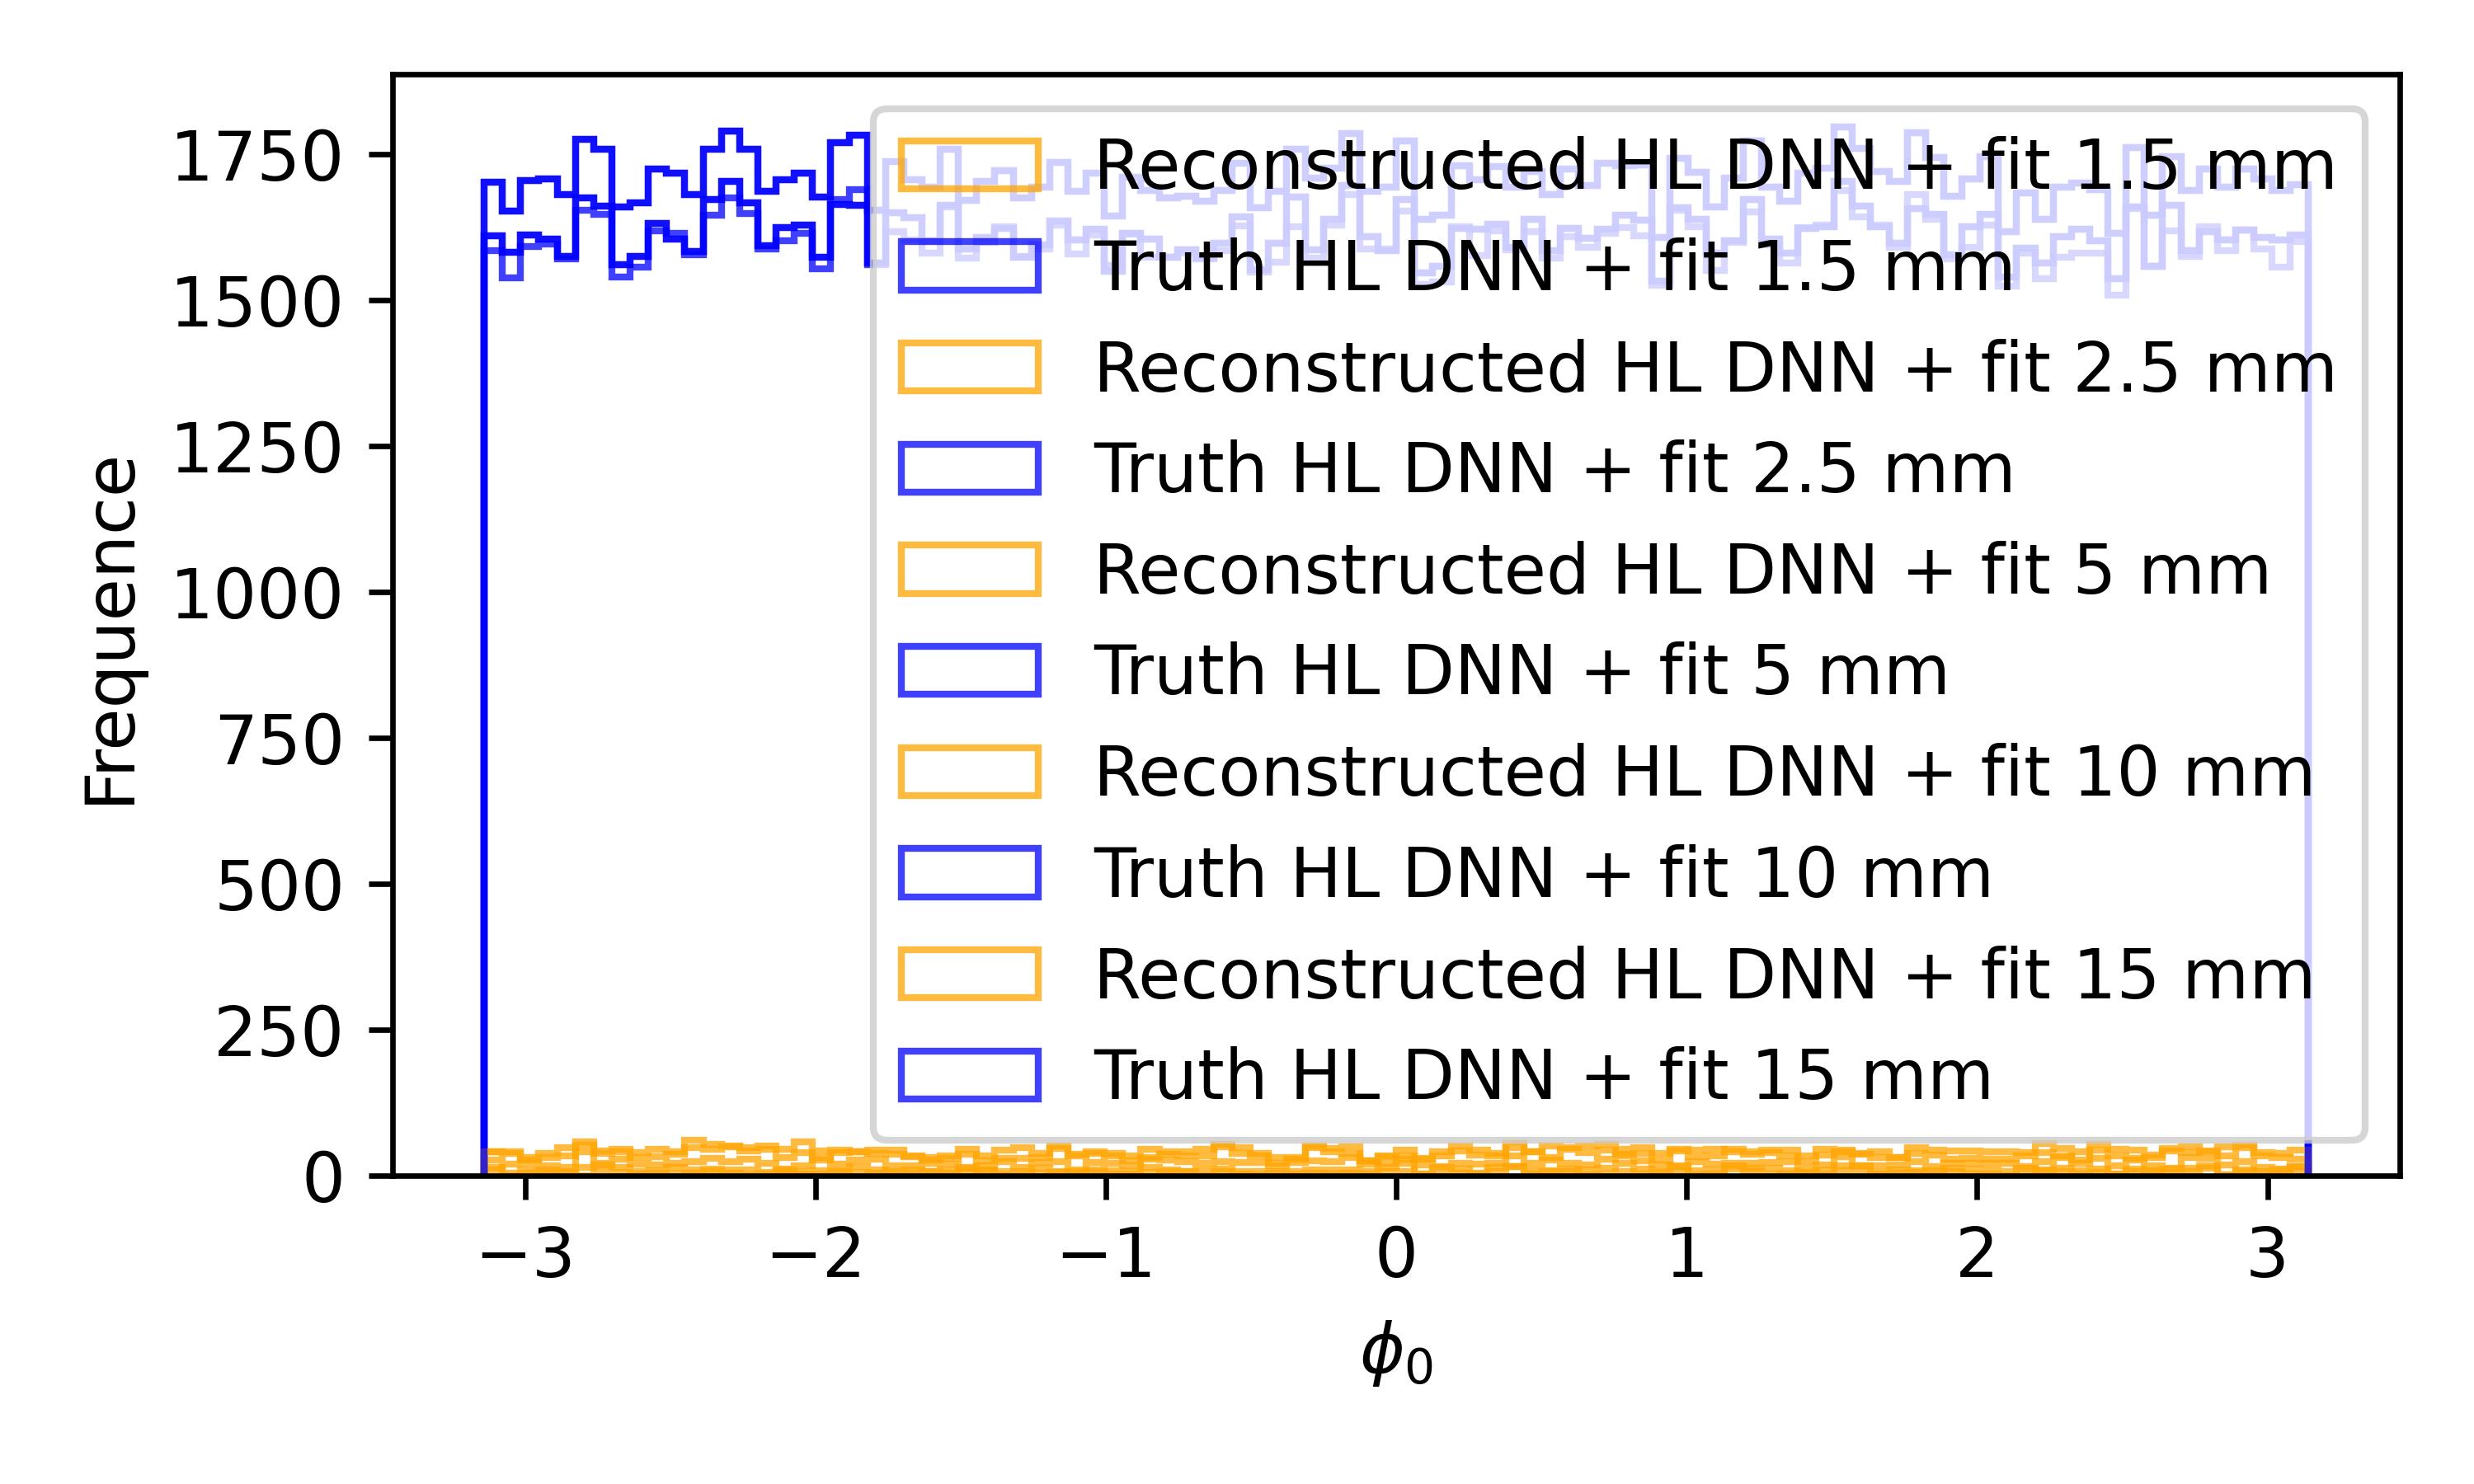 1750
1500
1250
1000
750
500
250
0
Frequence
Reconstructed HL DNN + fit 1.5 mm
Truth HL DNN + fit 1.5 mm
Reconstructed HL DNN + fit 2.5 mm
Truth HL DNN + fit 2.5 mm
Reconstructed HL DNN + fit 5 mm
Truth HL DNN + fit 5 mm
Reconstructed HL DNN + fit 10 mm
Truth HL DNN + fit 10 mm
Reconstructed HL DNN + fit 15 mm
Truth HL DNN + fit 15 mm
−3 −2 −1 0 1 2 3
ϕ₀